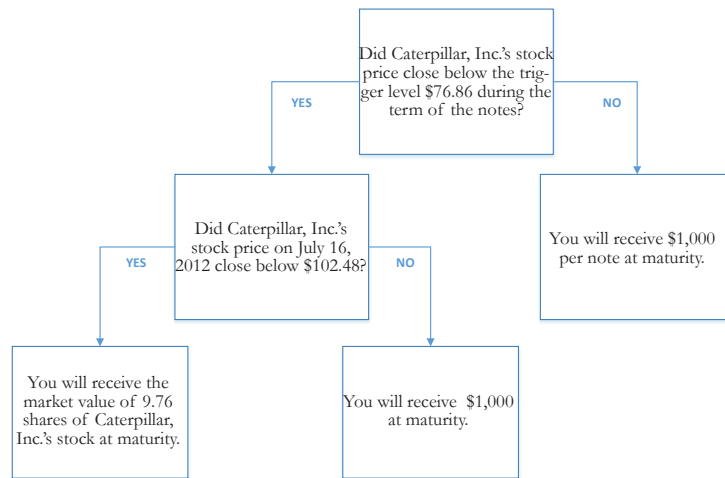 Did Caterpillar, Inc.'s stock
price close below the trig-
ger level $76.86 during the
term of the notes?
YES
NO
Did Caterpillar, Inc.'s
stock price on July 16,
2012 close below $102.48?
You will receive $1,000
per note at maturity.
YES
NO
You will receive the
market value of 9.76
shares of Caterpillar,
Inc.'s stock at maturity.
You will receive $1,000
at maturity.